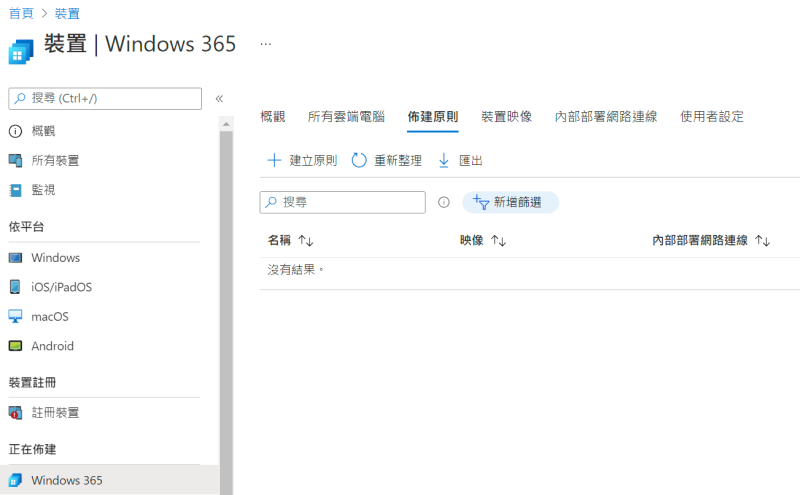 首頁 > 裝置
裝置 | Windows 365 ...
搜尋 (Ctrl+/) «
概觀
所有裝置
監視
依平台
Windows
iOS/iPadOS
macOS
Android
裝置註冊
註冊裝置
正在佈建
Windows 365
概觀 所有雲端電腦 佈建原則 裝置映像 內部部署網路連線 使用者設定
建立原則 重新整理 匯出
搜尋 新增篩選
名稱 ↑↓ 映像 ↑↓ 內部部署網路連線 ↑↓
沒有結果。